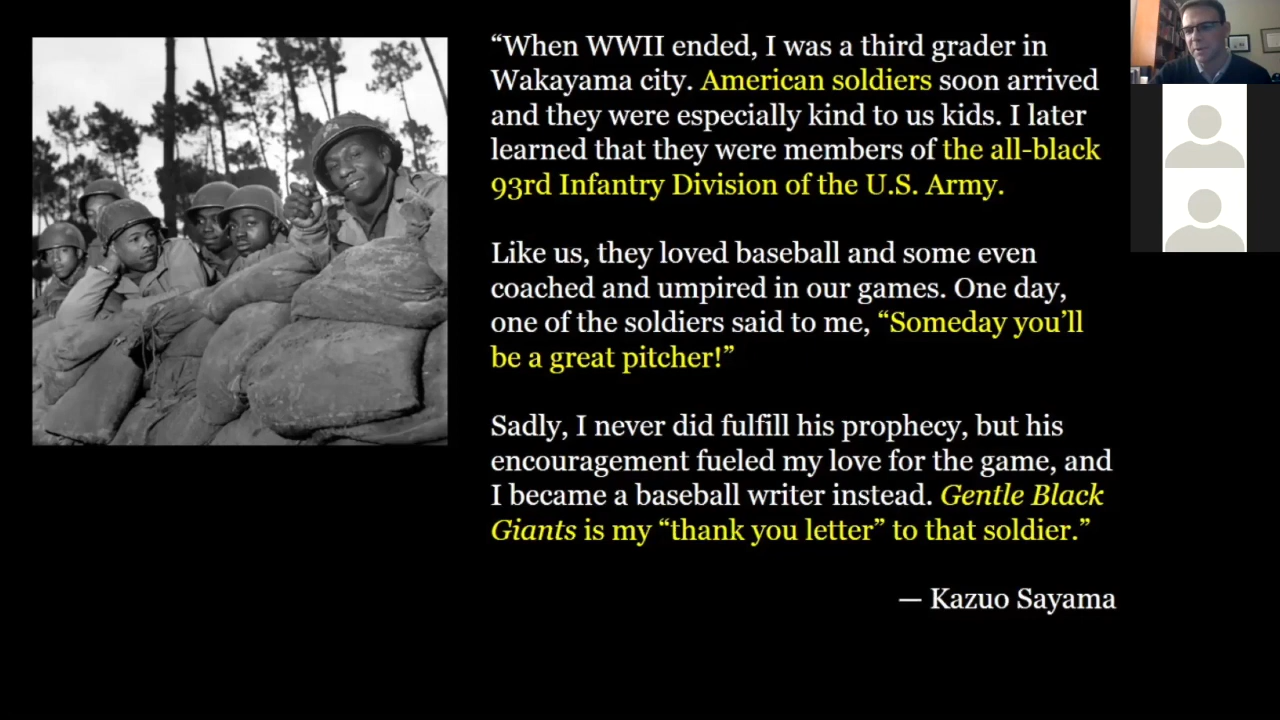 “When WWII ended, I was a third grader in
Wakayama city. American soldiers soon arrived
and they were especially kind to us kids. I later
learned that they were members of the all-black
93rd Infantry Division of the U.S. Army.
Like us, they loved baseball and some even
coached and umpired in our games. One day,
one of the soldiers said to me, “Someday you’ll
be a great pitcher!”
Sadly, I never did fulfill his prophecy, but his
encouragement fueled my love for the game, and
I became a baseball writer instead. Gentle Black
Giants is my “thank you letter” to that soldier.”
— Kazuo Sayama